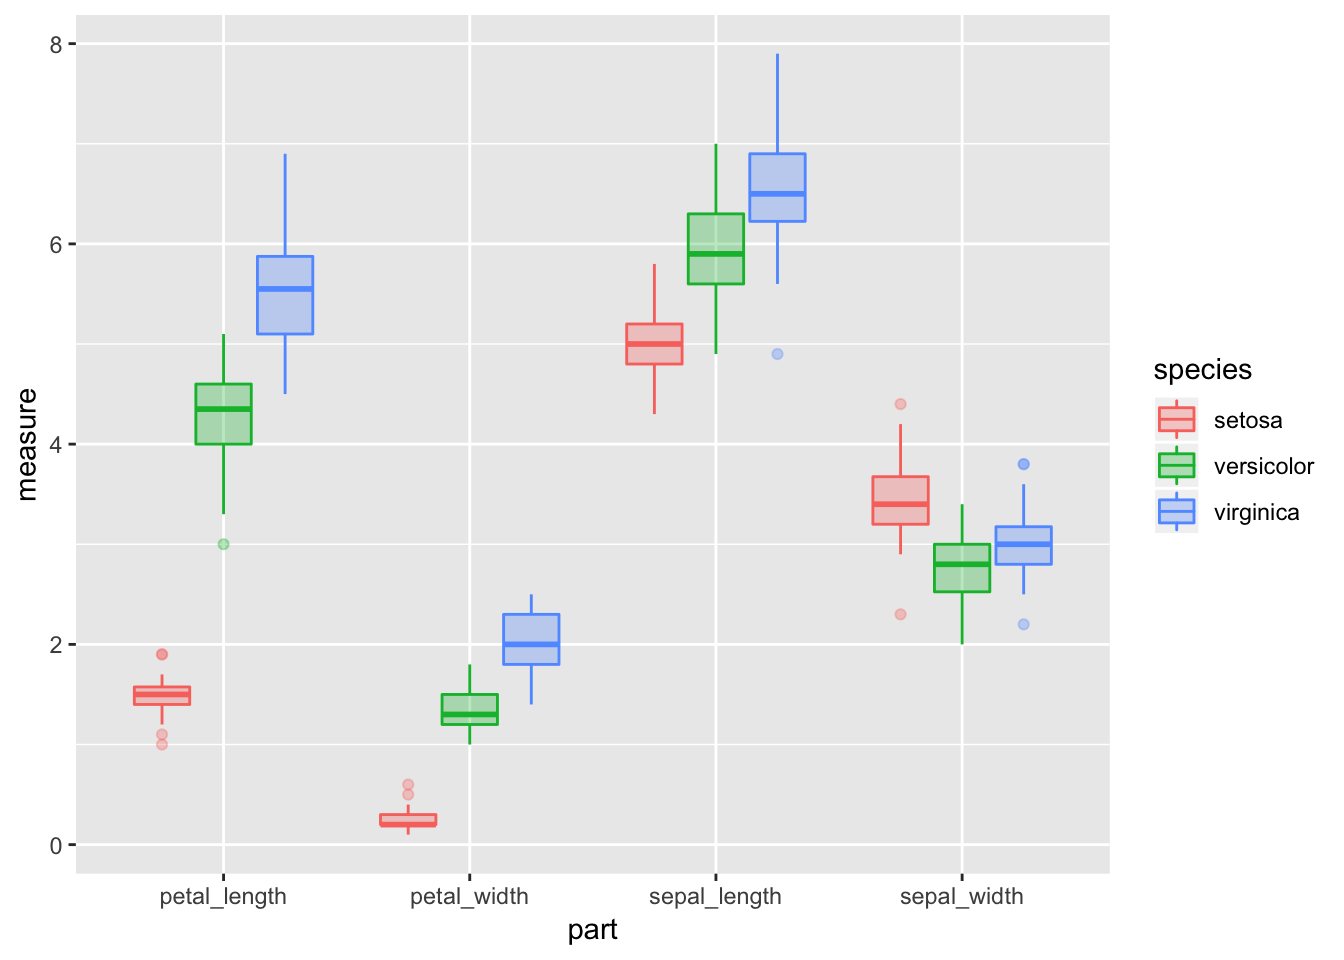 8
6
4
2
0
measure
petal_length
petal_width
sepal_length
sepal_width
part
species
setosa
versicolor
virginica